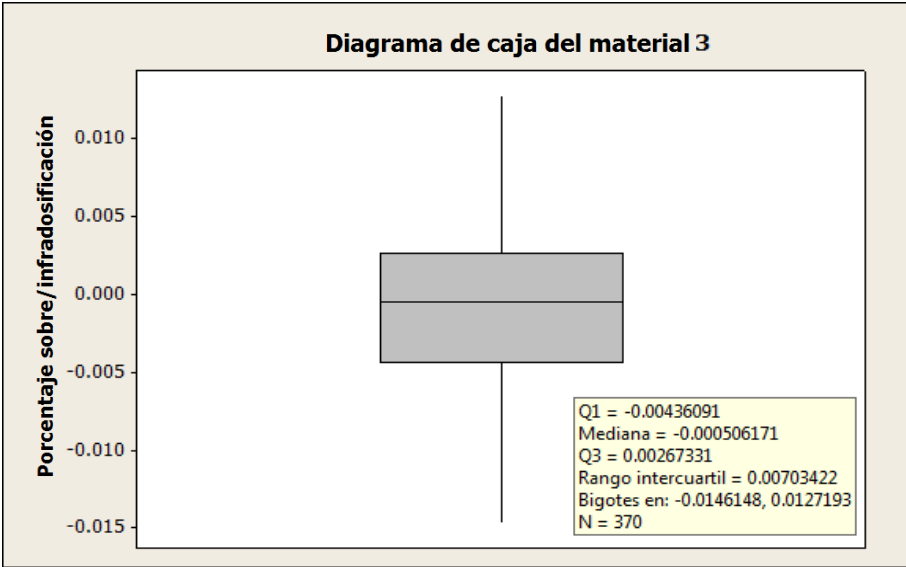 Diagrama de caja del material 3
Porcentaje sobre/infradosificación
0.010
0.005
0.000
-0.005
-0.010
-0.015
Q1 = -0.00436091
Mediana = -0.000506171
Q3 = 0.00267331
Rango intercuartil = 0.00703422
Bigotes en: -0.0146148, 0.0127193
N = 370